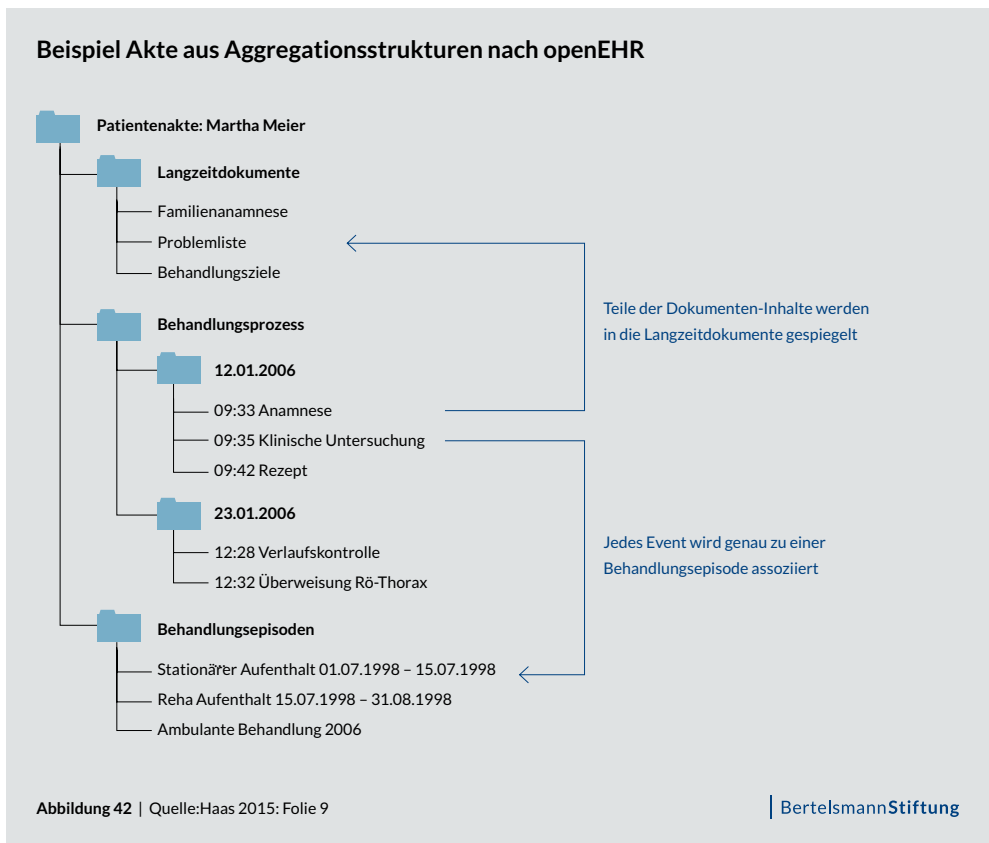 Beispiel Akte aus Aggregationsstrukturen nach openEHR
Patientenakte: Martha Meier
Langzeitdokumente
Familienanamnese
Problemliste
Behandlungsziele
Teile der Dokumenten-Inhalte werden
in die Langzeitdokumente gespiegelt
Behandlungsprozess
12.01.2006
09:33 Anamnese
09:35 Klinische Untersuchung
09:42 Rezept
23.01.2006
12:28 Verlaufskontrolle
12:32 Überweisung Rö-Thorax
Jedes Event wird genau zu einer
Behandlungsepisode assoziiert
Behandlungsepisoden
Stationärer Aufenthalt 01.07.1998 – 15.07.1998
Reha Aufenthalt 15.07.1998 – 31.08.1998
Ambulante Behandlung 2006
Abbildung 42 | Quelle:Haas 2015: Folie 9
BertelsmannStiftung